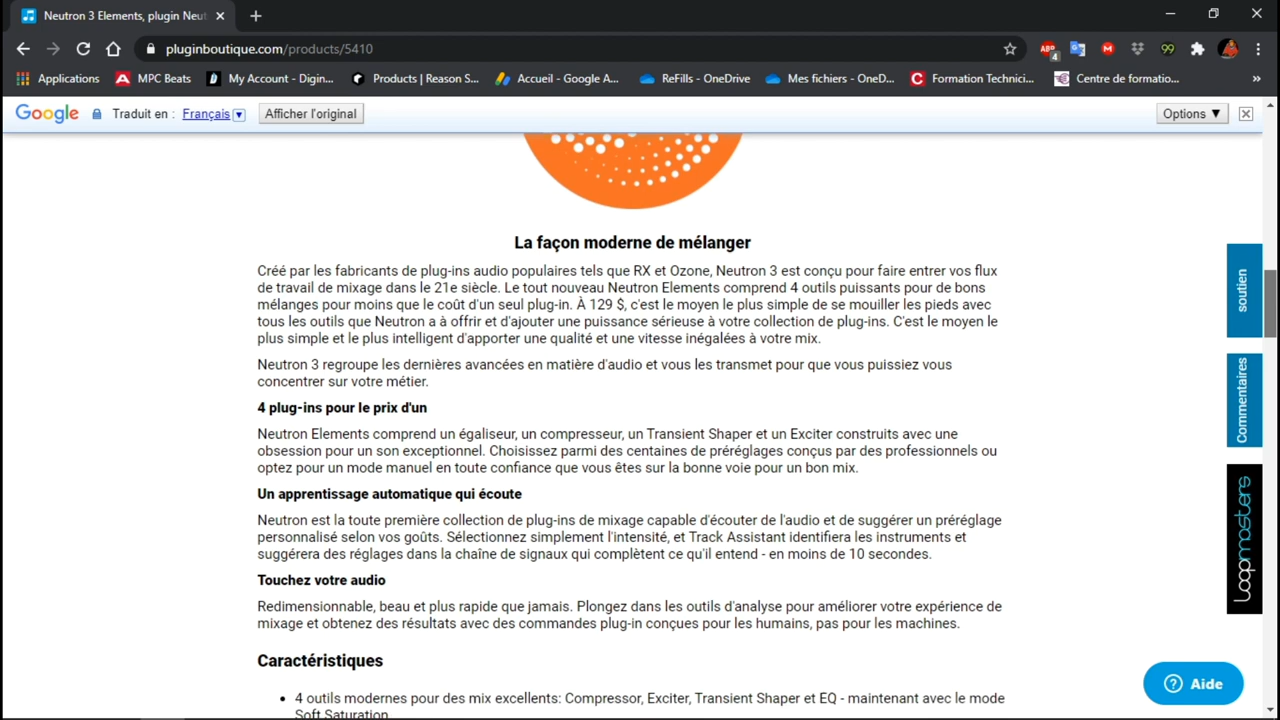 Neutron 3 Elements, plugin Neut
pluginboutique.com/products/5410
ABP
4
99
Applications
MPC Beats
My Account - Digin...
Products | Reason S...
Accueil - Google A...
ReFills - OneDrive
Mes fichiers - OneD...
Formation Technici...
Centre de formatio...
»
Google
Traduit en :
Français
Afficher l'original
Options ▼
La façon moderne de mélanger
Créé par les fabricants de plug-ins audio populaires tels que RX et Ozone, Neutron 3 est conçu pour faire entrer vos flux
de travail de mixage dans le 21e siècle. Le tout nouveau Neutron Elements comprend 4 outils puissants pour de bons
mélanges pour moins que le coût d'un seul plug-in. À 129 $, c'est le moyen le plus simple de se mouiller les pieds avec
tous les outils que Neutron a à offrir et d'ajouter une puissance sérieuse à votre collection de plug-ins. C'est le moyen le
plus simple et le plus intelligent d'apporter une qualité et une vitesse inégalées à votre mix.
Neutron 3 regroupe les dernières avancées en matière d'audio et vous les transmet pour que vous puissiez vous
concentrer sur votre métier.
4 plug-ins pour le prix d'un
Neutron Elements comprend un égaliseur, un compresseur, un Transient Shaper et un Exciter construits avec une
obsession pour un son exceptionnel. Choisissez parmi des centaines de préréglages conçus par des professionnels ou
optez pour un mode manuel en toute confiance que vous êtes sur la bonne voie pour un bon mix.
Un apprentissage automatique qui écoute
Neutron est la toute première collection de plug-ins de mixage capable d'écouter de l'audio et de suggérer un préréglage
personnalisé selon vos goûts. Sélectionnez simplement l'intensité, et Track Assistant identifiera les instruments et
suggérera des réglages dans la chaîne de signaux qui complètent ce qu'il entend - en moins de 10 secondes.
Touchez votre audio
Redimensionnable, beau et plus rapide que jamais. Plongez dans les outils d'analyse pour améliorer votre expérience de
mixage et obtenez des résultats avec des commandes plug-in conçues pour les humains, pas pour les machines.
Caractéristiques
• 4 outils modernes pour des mix excellents: Compressor, Exciter, Transient Shaper et EQ - maintenant avec le mode
Soft Saturation
soutien
Commentaires
Loopmasters
Aide